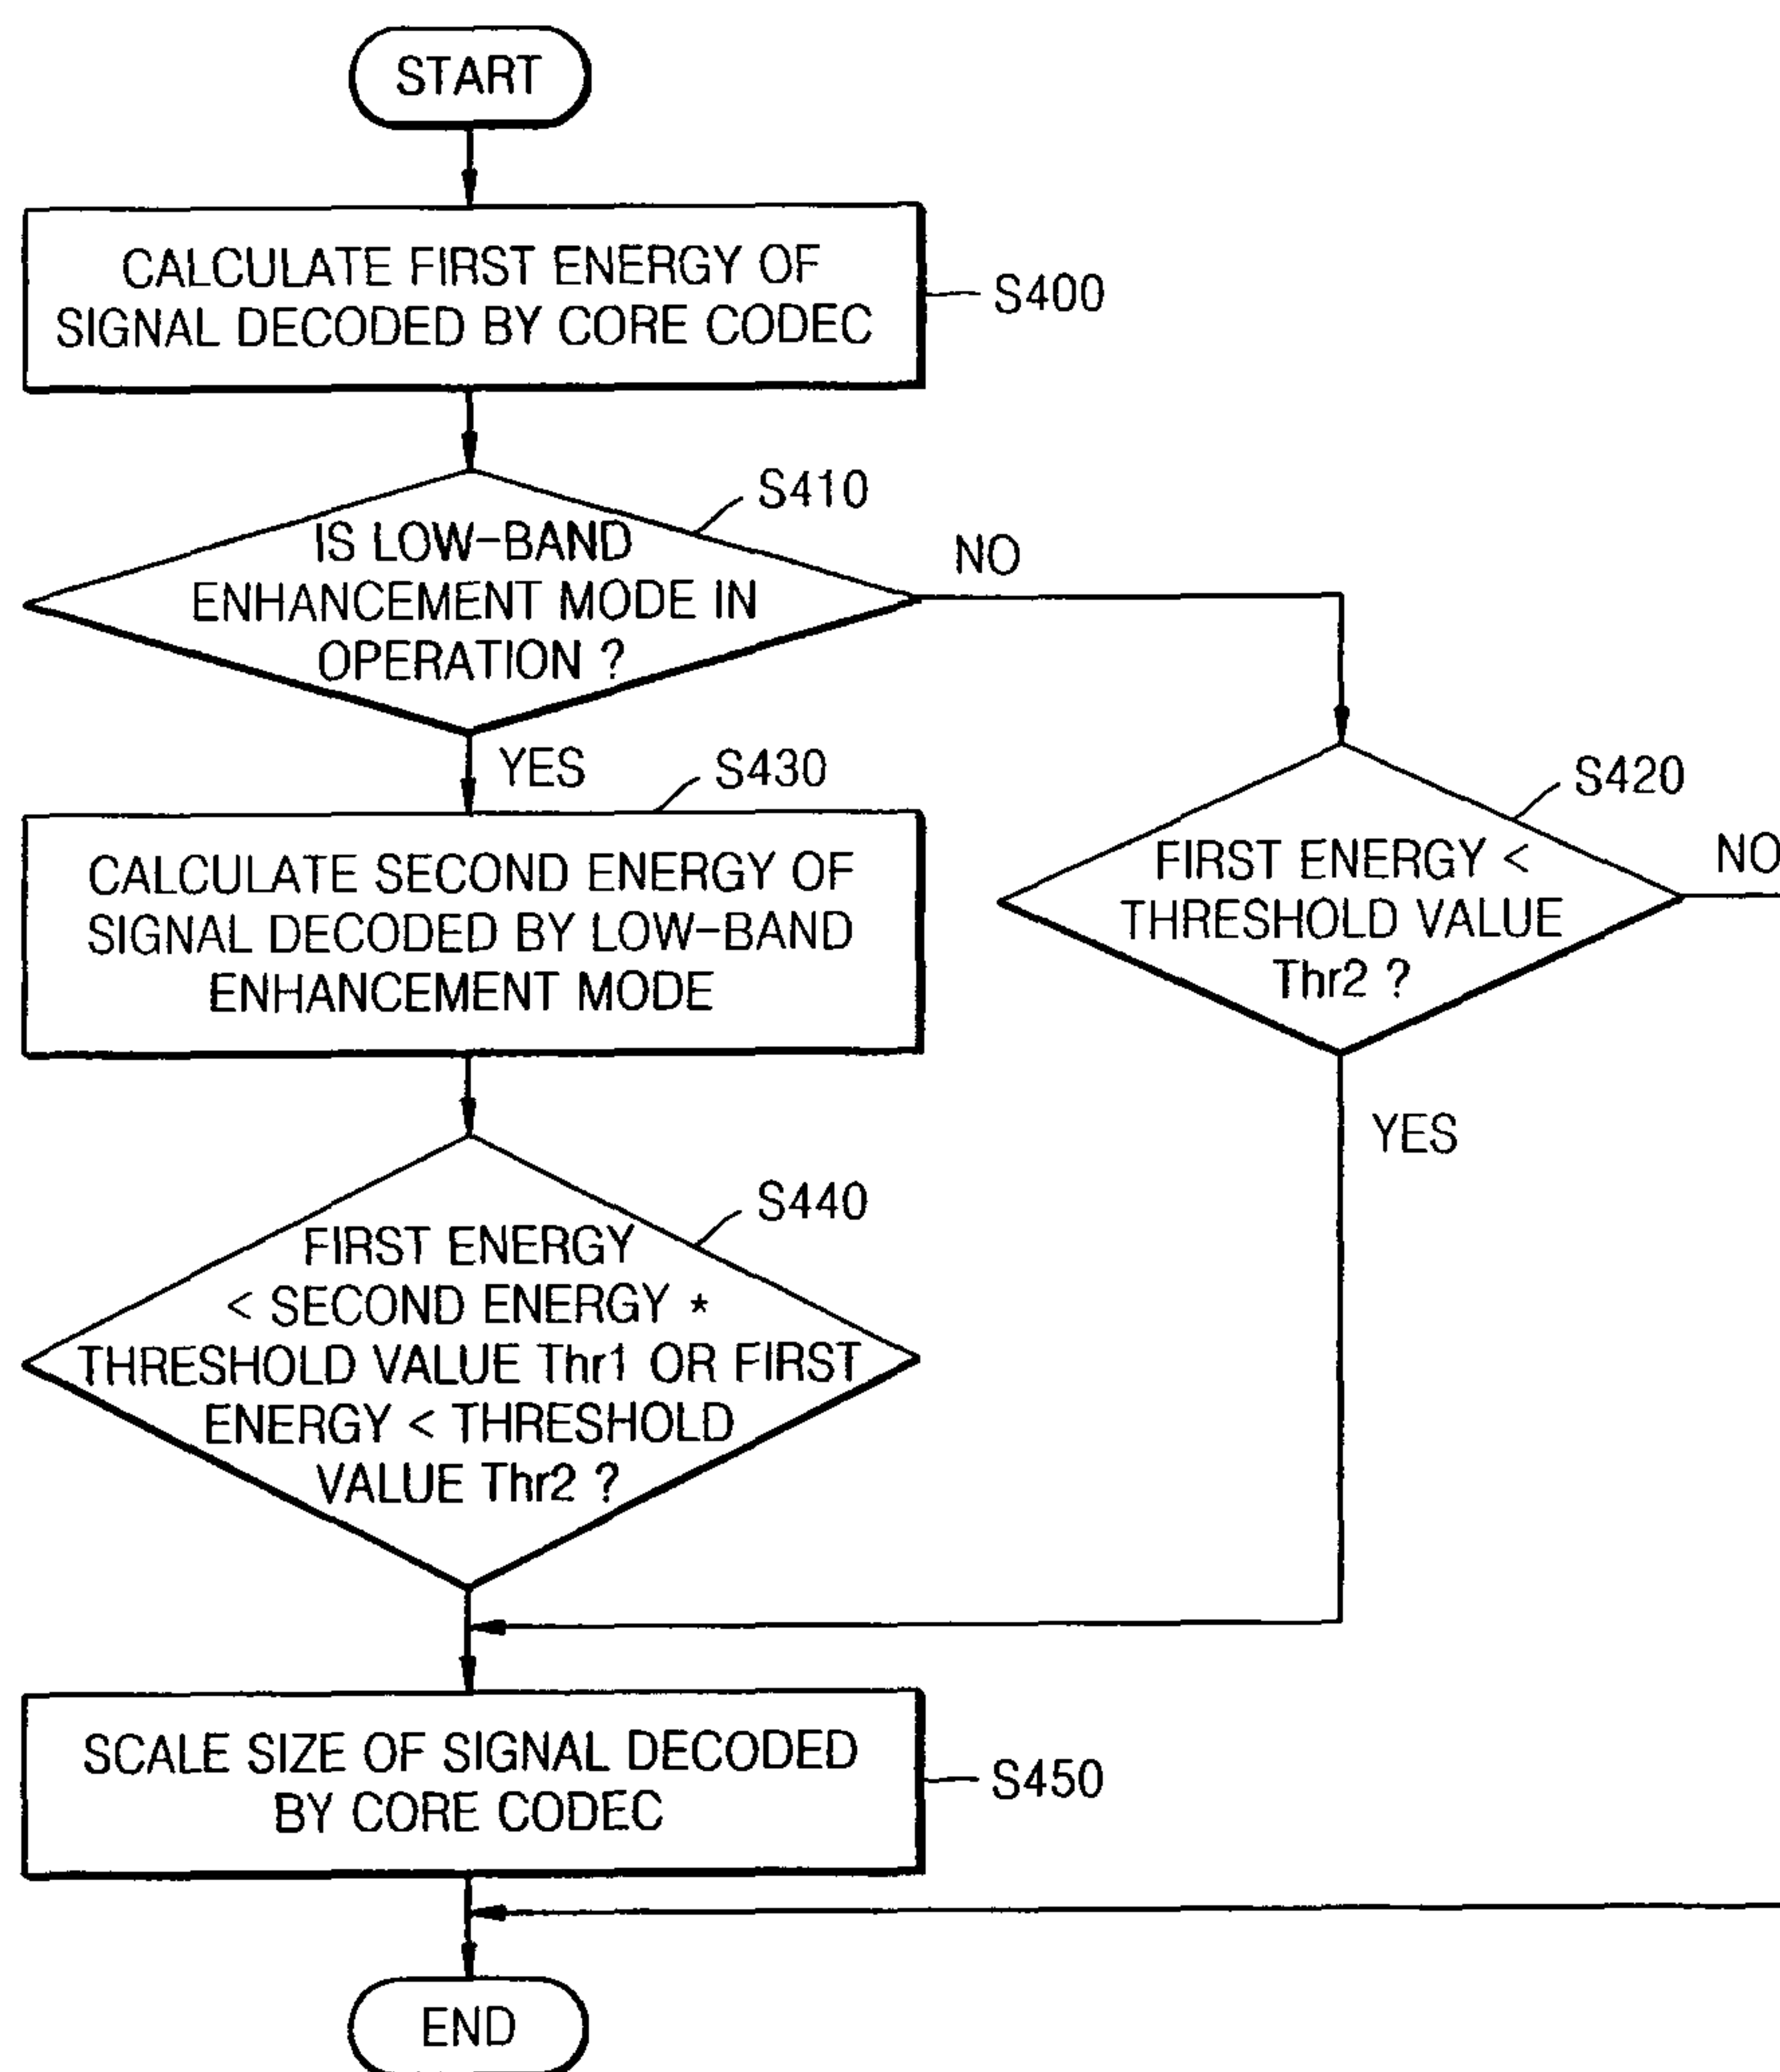 START
CALCULATE FIRST ENERGY OF
SIGNAL DECODED BY CORE CODEC
S400
S410
IS LOW-BAND
ENHANCEMENT MODE IN
OPERATION ?
NO
YES
S430
CALCULATE SECOND ENERGY OF
SIGNAL DECODED BY LOW-BAND
ENHANCEMENT MODE
S420
FIRST ENERGY <
THRESHOLD VALUE
Thr2 ?
NO
YES
S440
FIRST ENERGY
< SECOND ENERGY *
THRESHOLD VALUE Thr1 OR FIRST
ENERGY < THRESHOLD
VALUE Thr2 ?
SCALE SIZE OF SIGNAL DECODED
BY CORE CODEC
S450
END